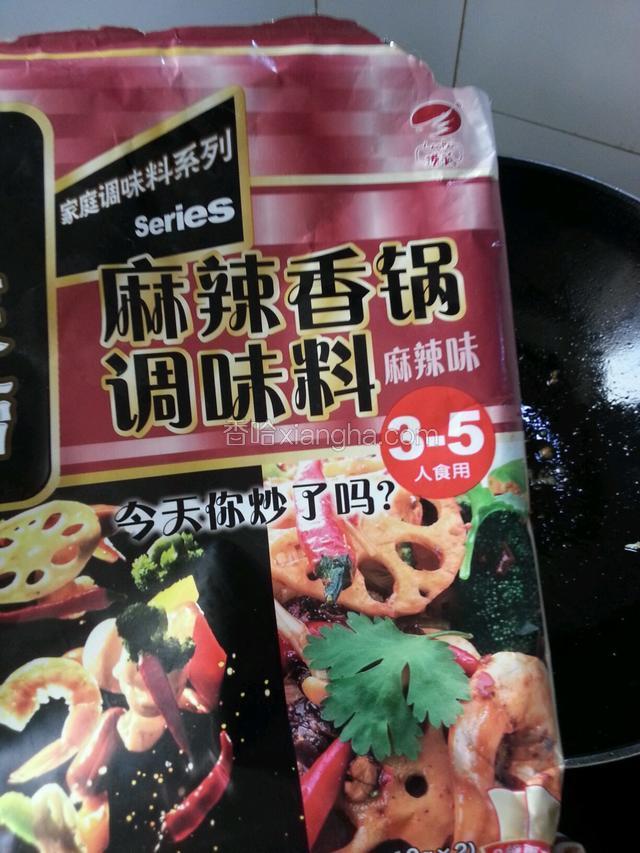 家庭调味料系列
Series
麻辣香锅
调味料
麻辣味
3-5
人食用
香哈xiangha.com
今天你炒了吗?